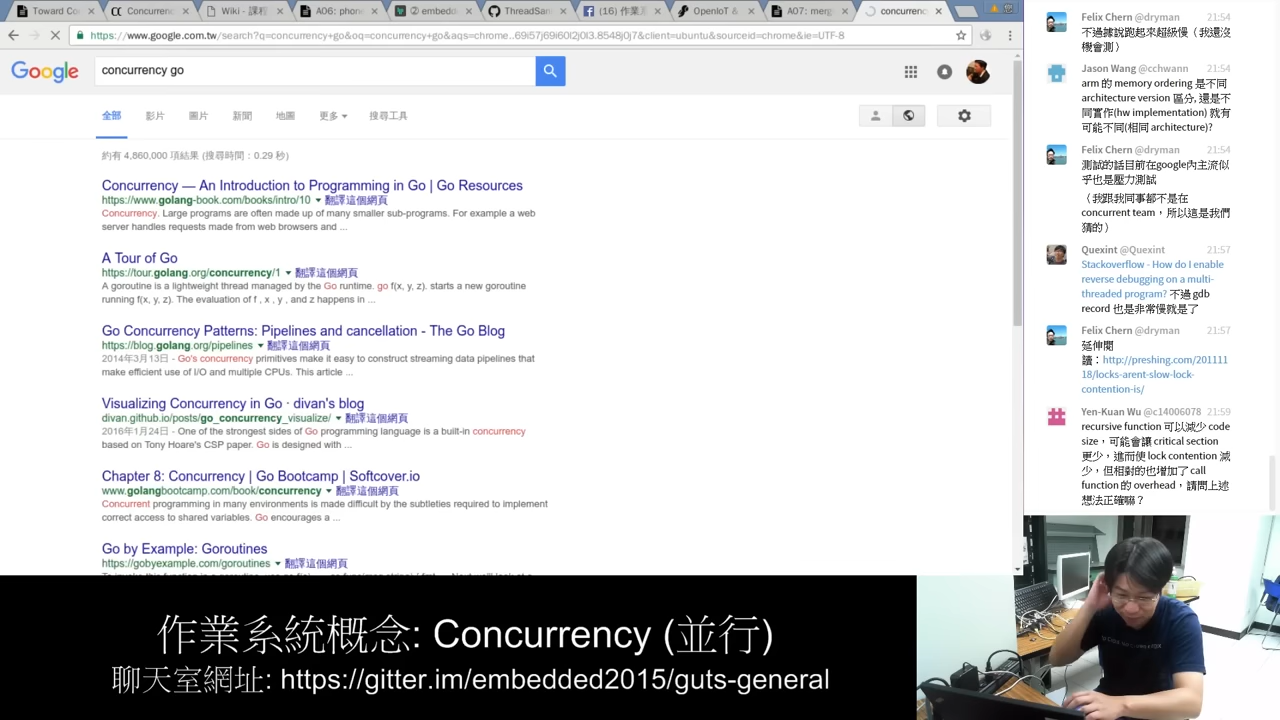 Toward Co
Concurrenc
Wiki - 課程
A06: phone
② embedd
ThreadSan
(16) 作業系
OpenIoT &
A07: merg
concurrenc
https://www.google.com.tw/search?q=concurrency+go&oq=concurrency+go&aqs=chrome..69i57j69i60l2j0l3.8548j0j7&client=ubuntu&sourceid=chrome&ie=UTF-8
Google
concurrency go
全部 影片 圖片 新聞 地圖 更多 搜尋工具
約有 4,860,000 項結果 (搜尋時間：0.29 秒)
Concurrency — An Introduction to Programming in Go | Go Resources
https://www.golang-book.com/books/intro/10 翻譯這個網頁
Concurrency. Large programs are often made up of many smaller sub-programs. For example a web
server handles requests made from web browsers and ...
A Tour of Go
https://tour.golang.org/concurrency/1 翻譯這個網頁
A goroutine is a lightweight thread managed by the Go runtime. go f(x, y, z). starts a new goroutine
running f(x, y, z). The evaluation of f , x , y , and z happens in ...
Go Concurrency Patterns: Pipelines and cancellation - The Go Blog
https://blog.golang.org/pipelines 翻譯這個網頁
2014年3月13日 - Go's concurrency primitives make it easy to construct streaming data pipelines that
make efficient use of I/O and multiple CPUs. This article ...
Visualizing Concurrency in Go · divan's blog
divan.github.io/posts/go_concurrency_visualize/ 翻譯這個網頁
2016年1月24日 - One of the strongest sides of Go programming language is a built-in concurrency
based on Tony Hoare's CSP paper. Go is designed with ...
Chapter 8: Concurrency | Go Bootcamp | Softcover.io
www.golangbootcamp.com/book/concurrency 翻譯這個網頁
Concurrent programming in many environments is made difficult by the subtleties required to implement
correct access to shared variables. Go encourages a ...
Go by Example: Goroutines
https://gobyexample.com/goroutines 翻譯這個網頁
Felix Chern @dryman 21:54
不過據說跑起來超級慢（我還沒
機會測）
Jason Wang @cchwann 21:54
arm 的 memory ordering 是不同
architecture version 區分, 還是不
同實作(hw implementation) 就有
可能不同(相同 architecture)?
Felix Chern @dryman 21:54
測試的話目前在google內主流似
乎也是壓力測試
（我跟我同事都不是在
concurrent team，所以這是我們
猜的）
Quexint @Quexint 21:57
Stackoverflow - How do I enable
reverse debugging on a multi-
threaded program? 不過 gdb
record 也是非常慢就是了
Felix Chern @dryman 21:57
延伸閱
讀：http://preshing.com/201111
18/locks-arent-slow-lock-
contention-is/
Yen-Kuan Wu @c14006078 21:59
recursive function 可以減少 code
size，可能會讓 critical section
更少，進而使 lock contention 減
少，但相對的也增加了 call
function 的 overhead，請問上述
想法正確嘛？
作業系統概念: Concurrency (並行)
聊天室網址: https://gitter.im/embedded2015/guts-general